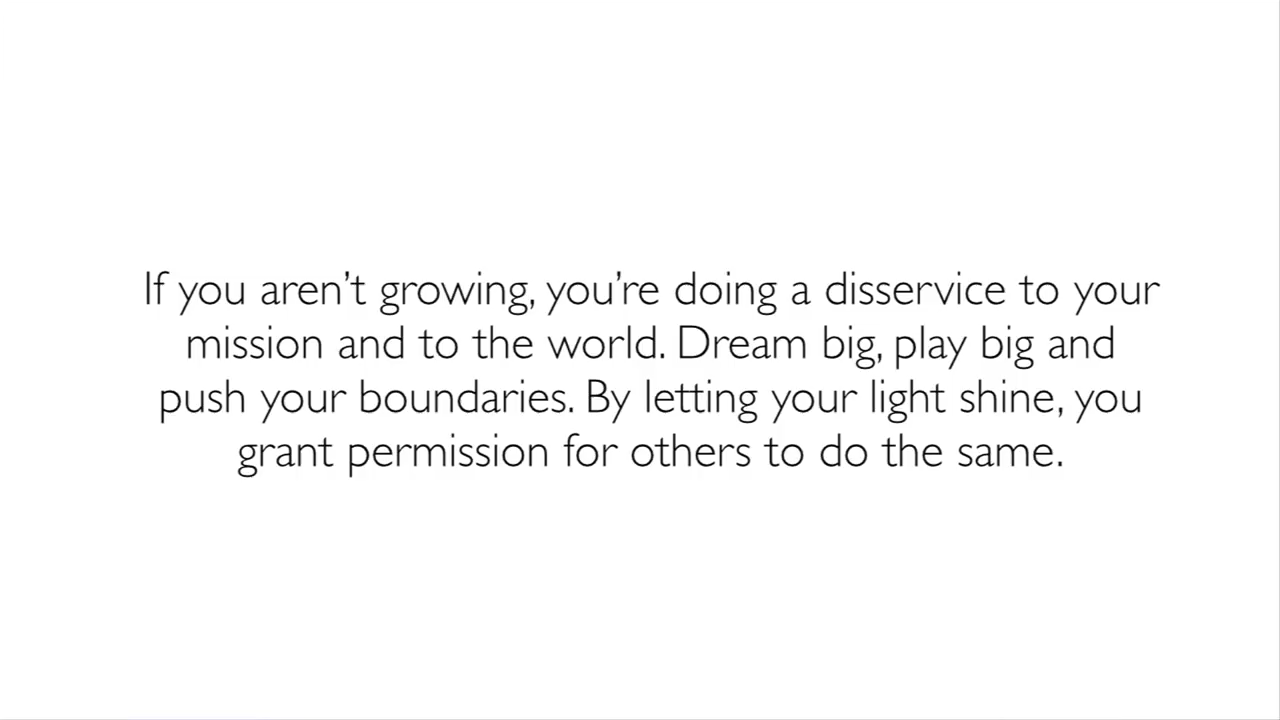 If you aren’t growing, you’re doing a disservice to your
mission and to the world. Dream big, play big and
push your boundaries. By letting your light shine, you
grant permission for others to do the same.